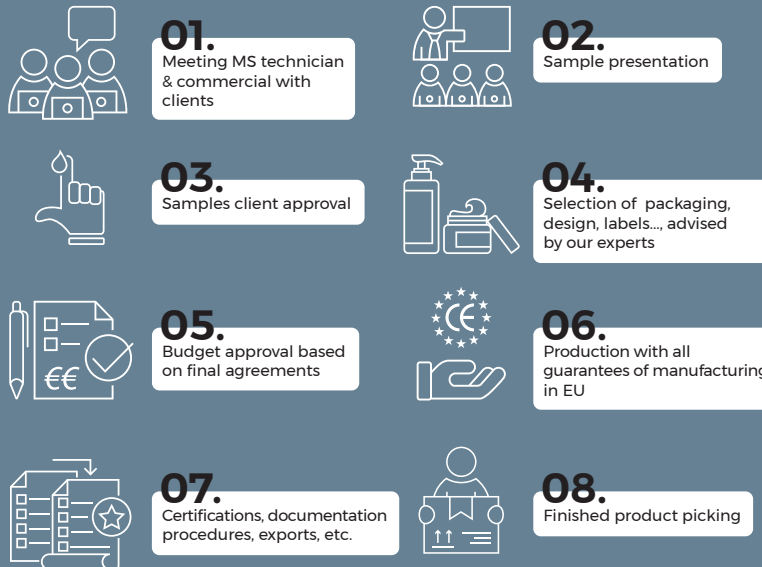 01.
Meeting MS technician
& commercial with
clients
02.
Sample presentation
03.
Samples client approval
04.
Selection of packaging,
design, labels..., advised
by our experts
05.
Budget approval based
on final agreements
€€
06.
CE
Production with all
guarantees of manufacturing
in EU
07.
Certifications, documentation
procedures, exports, etc.
08.
Finished product picking